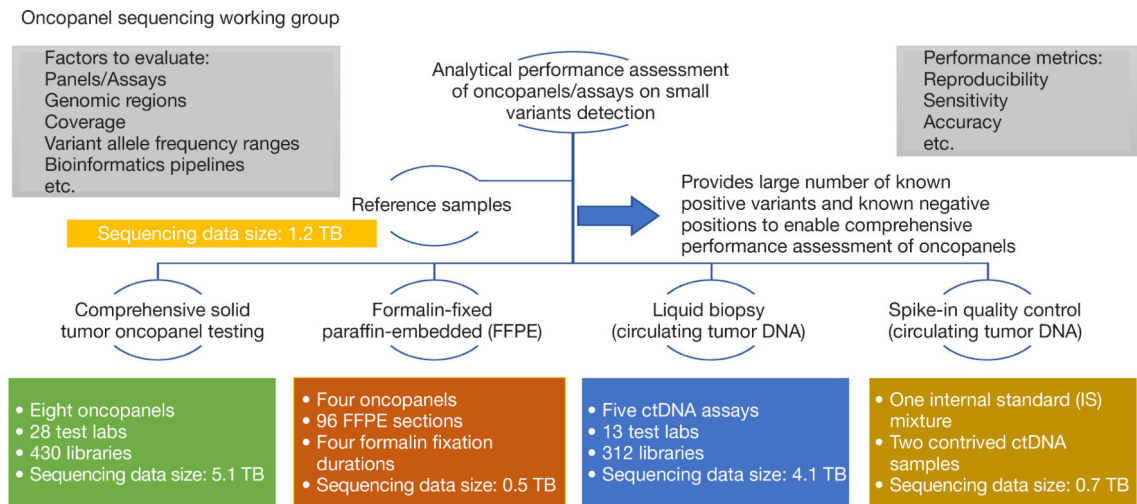 Oncopanel sequencing working group
Factors to evaluate:
Panels/Assays
Genomic regions
Coverage
Variant allele frequency ranges
Bioinformatics pipelines
etc.
Analytical performance assessment
of oncopanels/assays on small
variants detection
Performance metrics:
Reproducibility
Sensitivity
Accuracy
etc.
Reference samples
Sequencing data size: 1.2 TB
Provides large number of known
positive variants and known negative
positions to enable comprehensive
performance assessment of oncopanels
Comprehensive solid
tumor oncopanel testing
Formalin-fixed
paraffin-embedded (FFPE)
Liquid biopsy
(circulating tumor DNA)
Spike-in quality control
(circulating tumor DNA)
• Eight oncopanels
• 28 test labs
• 430 libraries
• Sequencing data size: 5.1 TB
• Four oncopanels
• 96 FFPE sections
• Four formalin fixation
durations
• Sequencing data size: 0.5 TB
• Five ctDNA assays
• 13 test labs
• 312 libraries
• Sequencing data size: 4.1 TB
• One internal standard (IS)
mixture
• Two contrived ctDNA
samples
• Sequencing data size: 0.7 TB